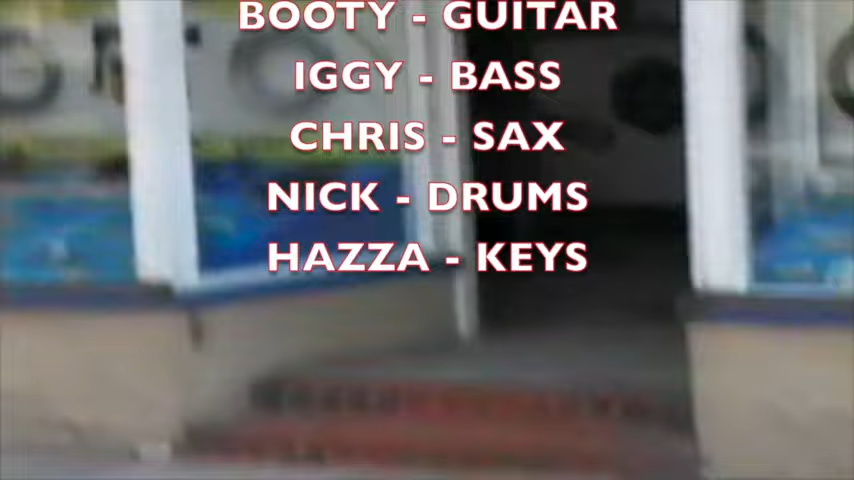 BOOTY - GUITAR
IGGY - BASS
CHRIS - SAX
NICK - DRUMS
HAZZA - KEYS